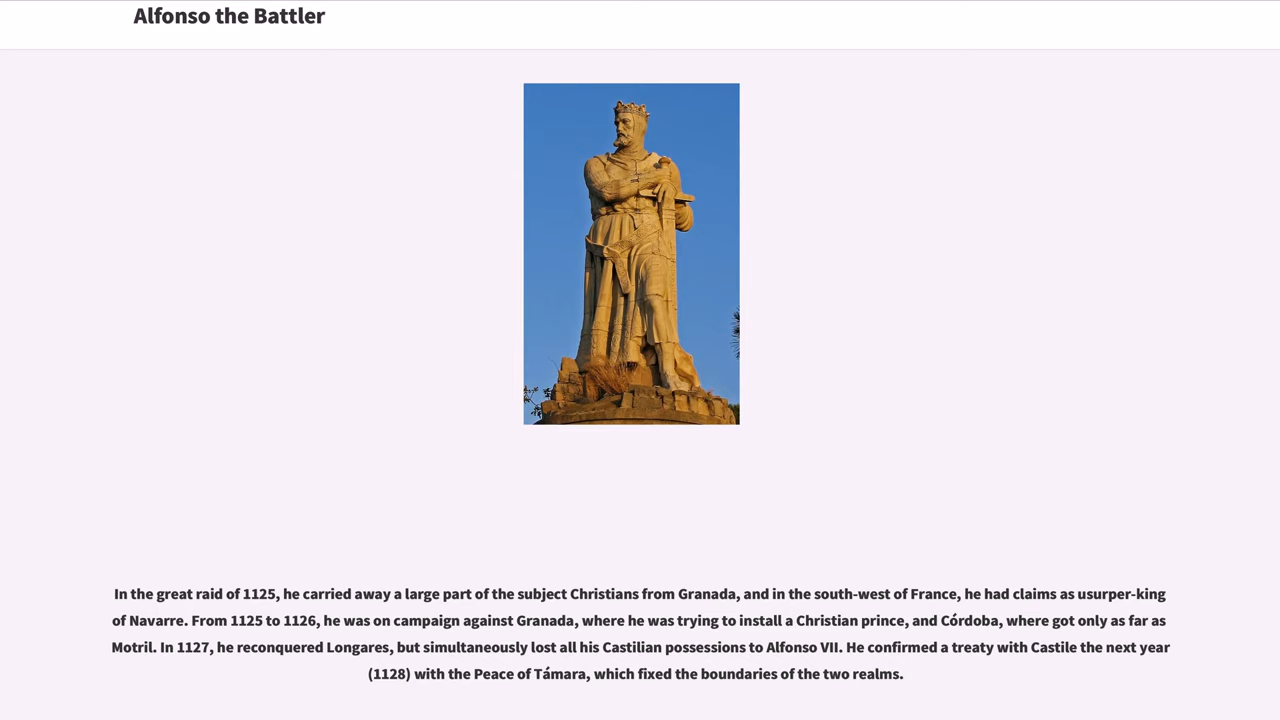 Alfonso the Battler
In the great raid of 1125, he carried away a large part of the subject Christians from Granada, and in the south-west of France, he had claims as usurper-king
of Navarre. From 1125 to 1126, he was on campaign against Granada, where he was trying to install a Christian prince, and Córdoba, where got only as far as
Motril. In 1127, he reconquered Longares, but simultaneously lost all his Castilian possessions to Alfonso VII. He confirmed a treaty with Castile the next year
(1128) with the Peace of Támara, which fixed the boundaries of the two realms.